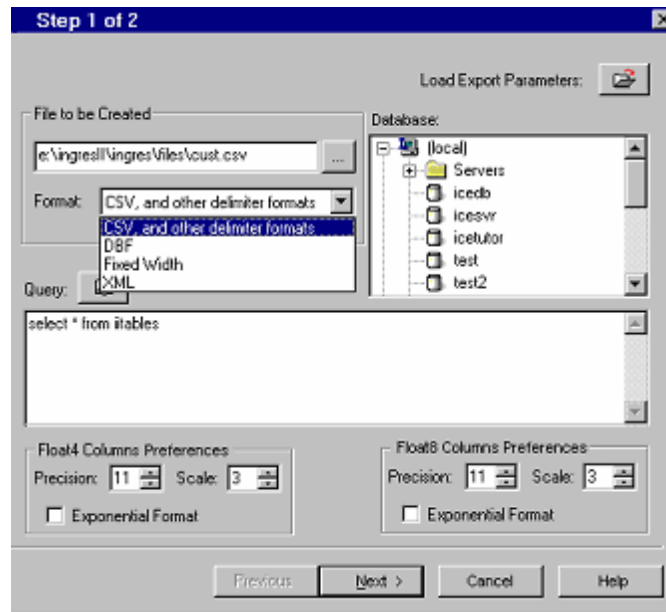 Step 1 of 2
Load Export Parameters:
File to be Created
e:\ingresII\ingres\files\cust.csv
...
Format:
CSV, and other delimiter formats
CSV, and other delimiter formats
DBF
Fixed Width
XML
Database:
(local)
Servers
icedb
icesvr
icetutor
test
test2
Query:
select * from iitables
Float4 Columns Preferences
Precision: 11 Scale: 3
Exponential Format
Float8 Columns Preferences
Precision: 11 Scale: 3
Exponential Format
Previous Next > Cancel Help